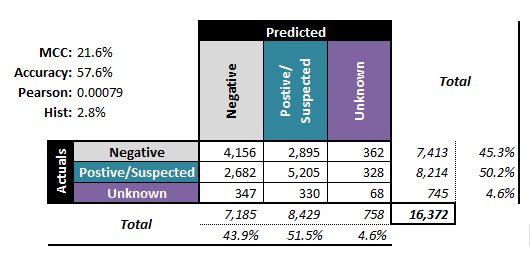 Predicted
MCC: 21.6%
Accuracy: 57.6%
Pearson: 0.00079
Hist: 2.8%
Negative
Postive/
Suspected
Unknown
Total
Actuals
Negative 4,156 2,895 362 7,413 45.3%
Postive/Suspected 2,682 5,205 328 8,214 50.2%
Unknown 347 330 68 745 4.6%
Total 7,185 8,429 758 16,372
43.9% 51.5% 4.6%